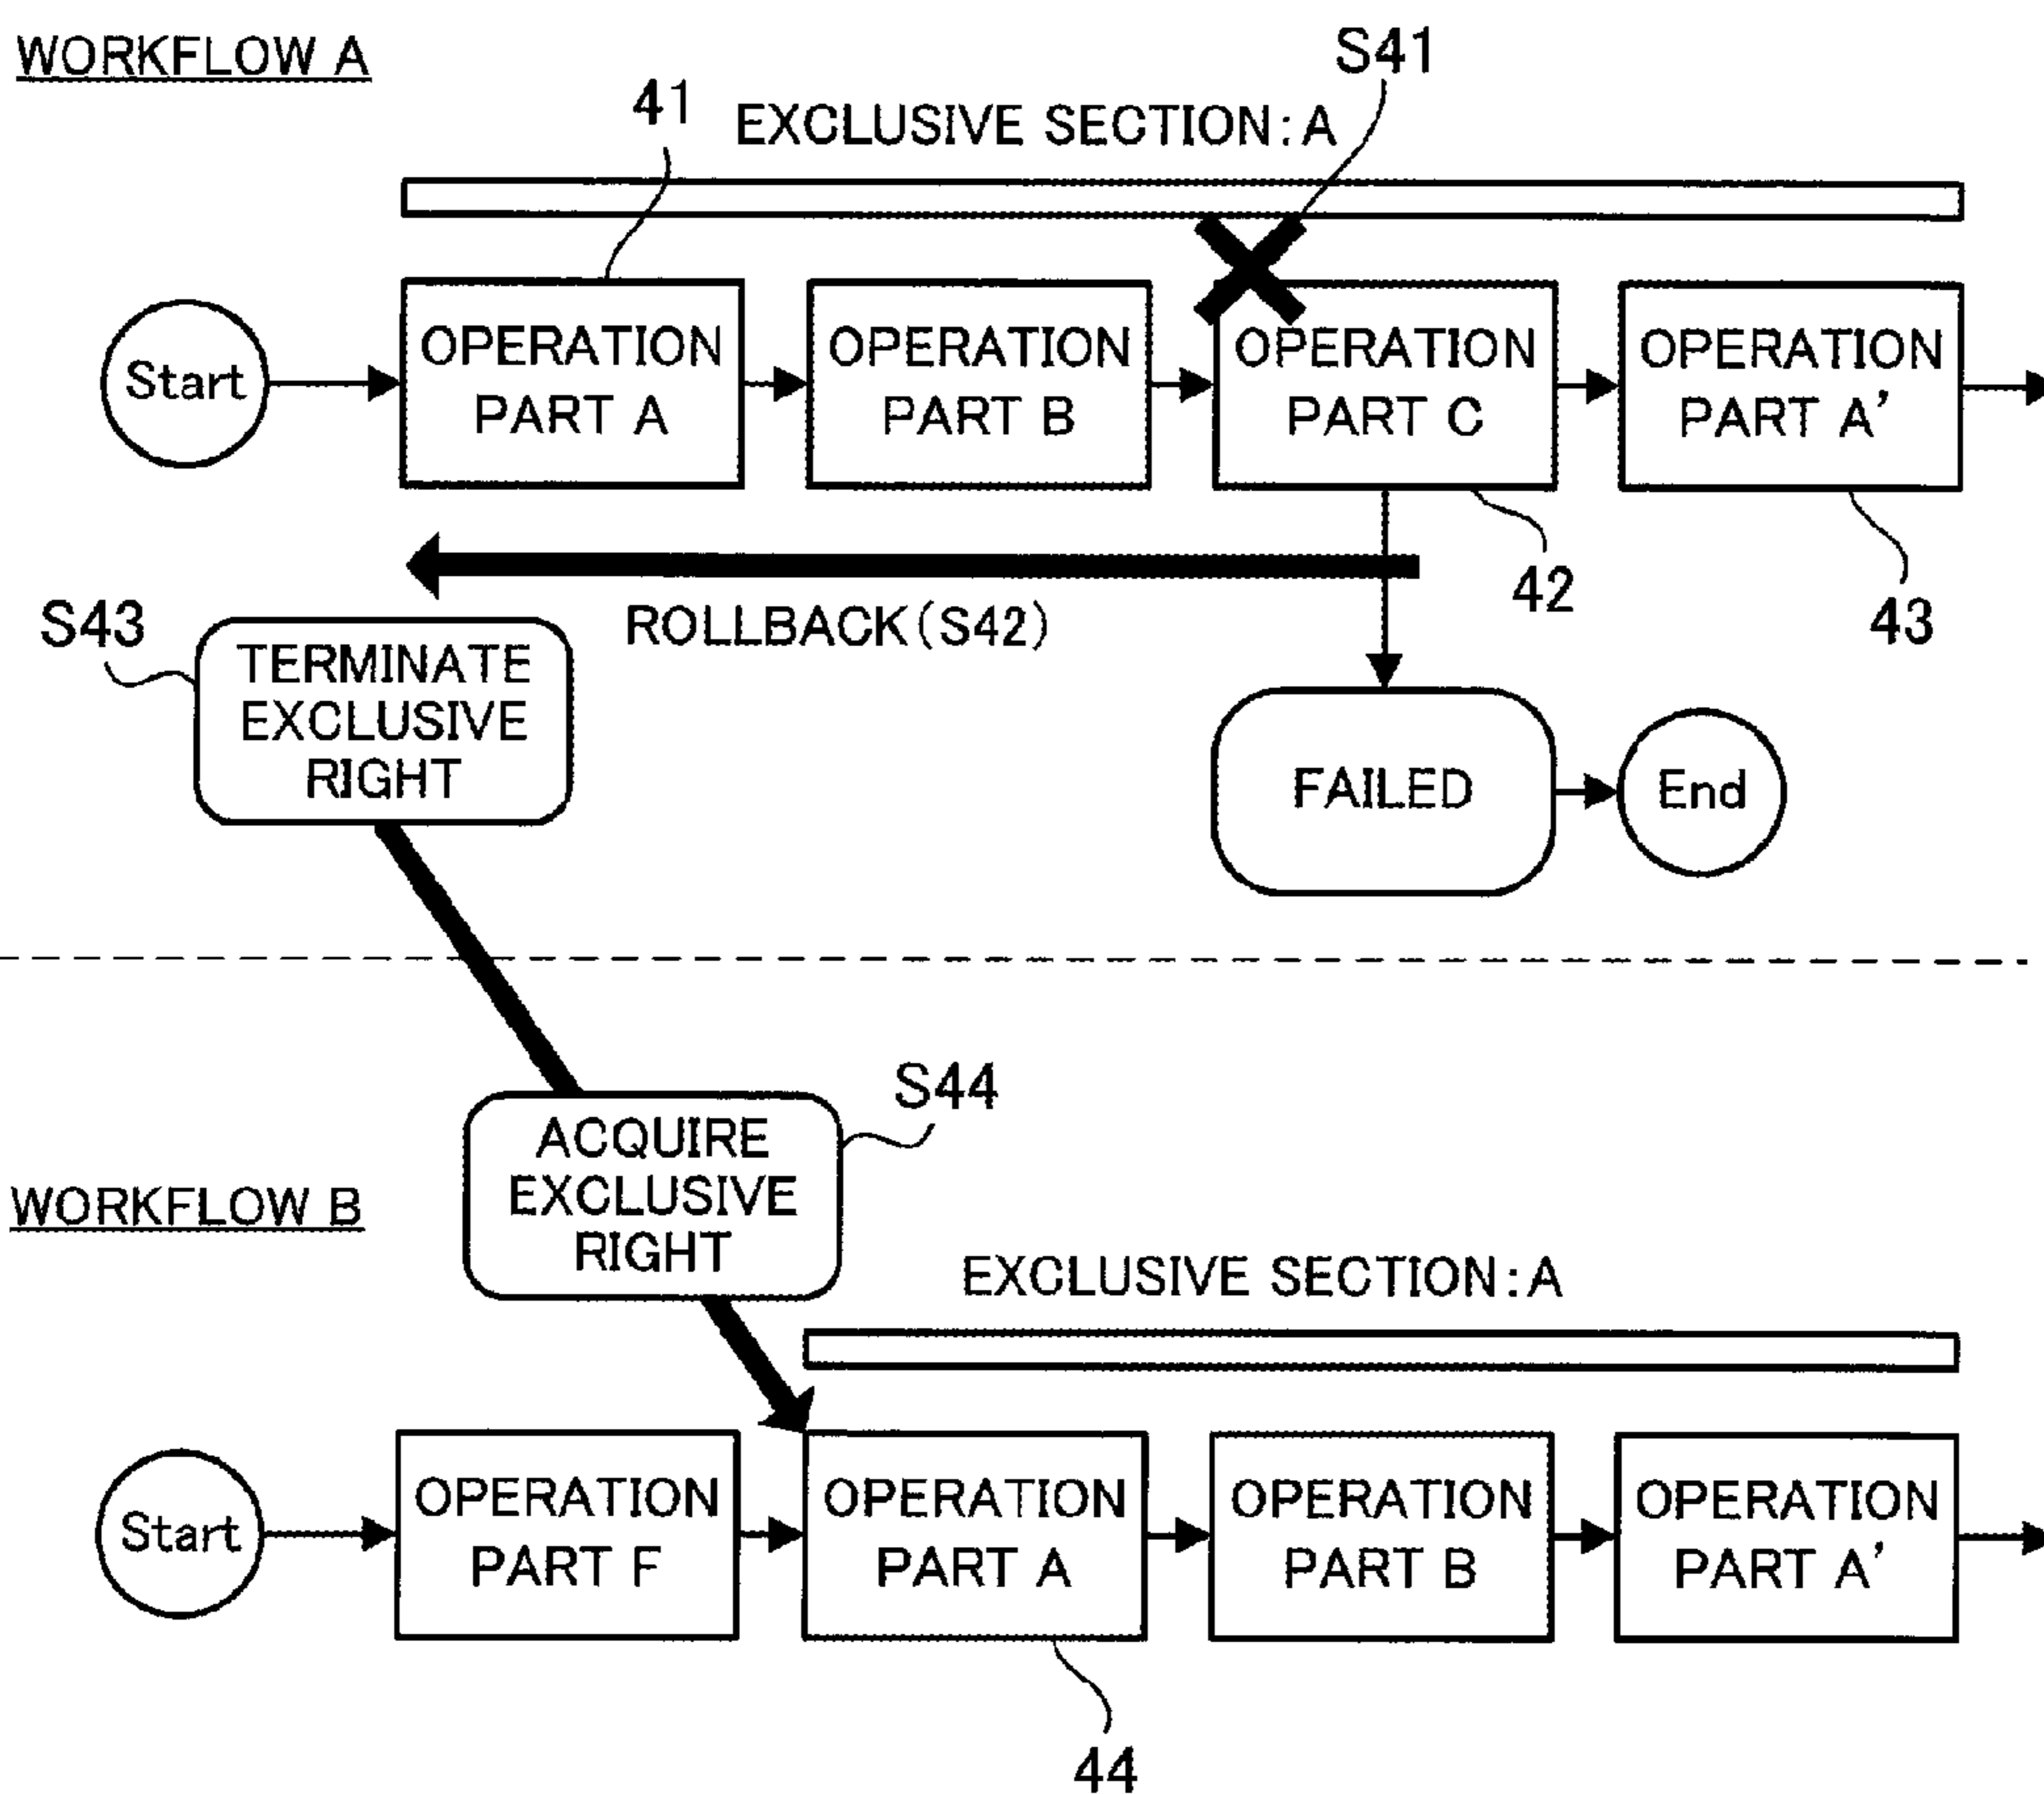 WORKFLOW A
S41
41
EXCLUSIVE SECTION:A
Start
OPERATION
PART A
OPERATION
PART B
OPERATION
PART C
OPERATION
PART A'
42
43
ROLLBACK(S42)
S43
TERMINATE
EXCLUSIVE
RIGHT
FAILED
End
S44
ACQUIRE
EXCLUSIVE
RIGHT
WORKFLOW B
EXCLUSIVE SECTION:A
Start
OPERATION
PART F
OPERATION
PART A
OPERATION
PART B
OPERATION
PART A'
44